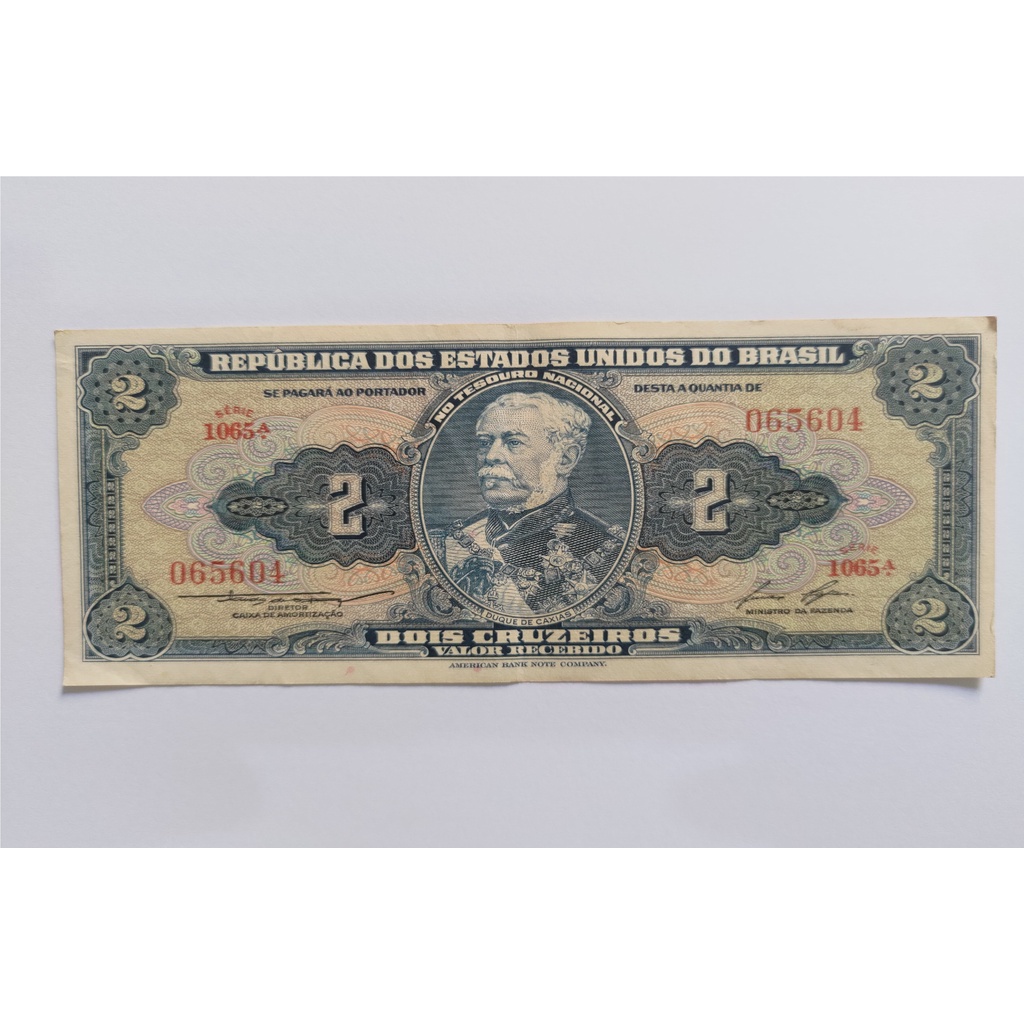 REPÚBLICA DOS ESTADOS UNIDOS DO BRASIL
SE PAGARÁ AO PORTADOR
NO TESOURO NACIONAL
DESTA A QUANTIA DE
2
2
SÉRIE
1065A
065604
2
2
065604
SÉRIE
1065A
DIRETOR
CAIXA DE AMORTIZAÇÃO
MINISTRO DA FAZENDA
2
2
DUQUE DE CAXIAS
DOIS CRUZEIROS
VALOR RECEBIDO
AMERICAN BANK NOTE COMPANY.